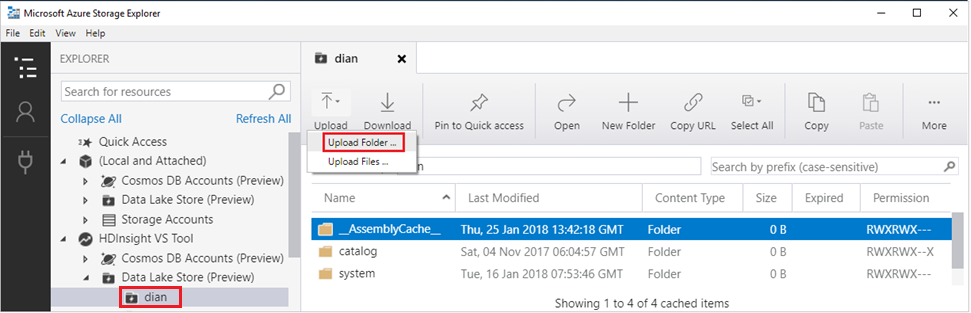 Microsoft Azure Storage Explorer
File Edit View Help
EXPLORER
Search for resources
Collapse All Refresh All
Quick Access
(Local and Attached)
Cosmos DB Accounts (Preview)
Data Lake Store (Preview)
Storage Accounts
HDInsight VS Tool
Cosmos DB Accounts (Preview)
Data Lake Store (Preview)
dian
dian
Upload Download Pin to Quick access Open New Folder Copy URL Select All Copy Paste More
Upload Folder ...
Upload Files ...
Search by prefix (case-sensitive)
Name Last Modified Content Type Size Expired Permission
__AssemblyCache__ Thu, 25 Jan 2018 13:42:18 GMT Folder 0 B RWXRWX---
catalog Sat, 04 Nov 2017 06:04:57 GMT Folder 0 B RWXRWX--X
system Tue, 16 Jan 2018 07:53:46 GMT Folder 0 B RWXRWX---
Showing 1 to 4 of 4 cached items